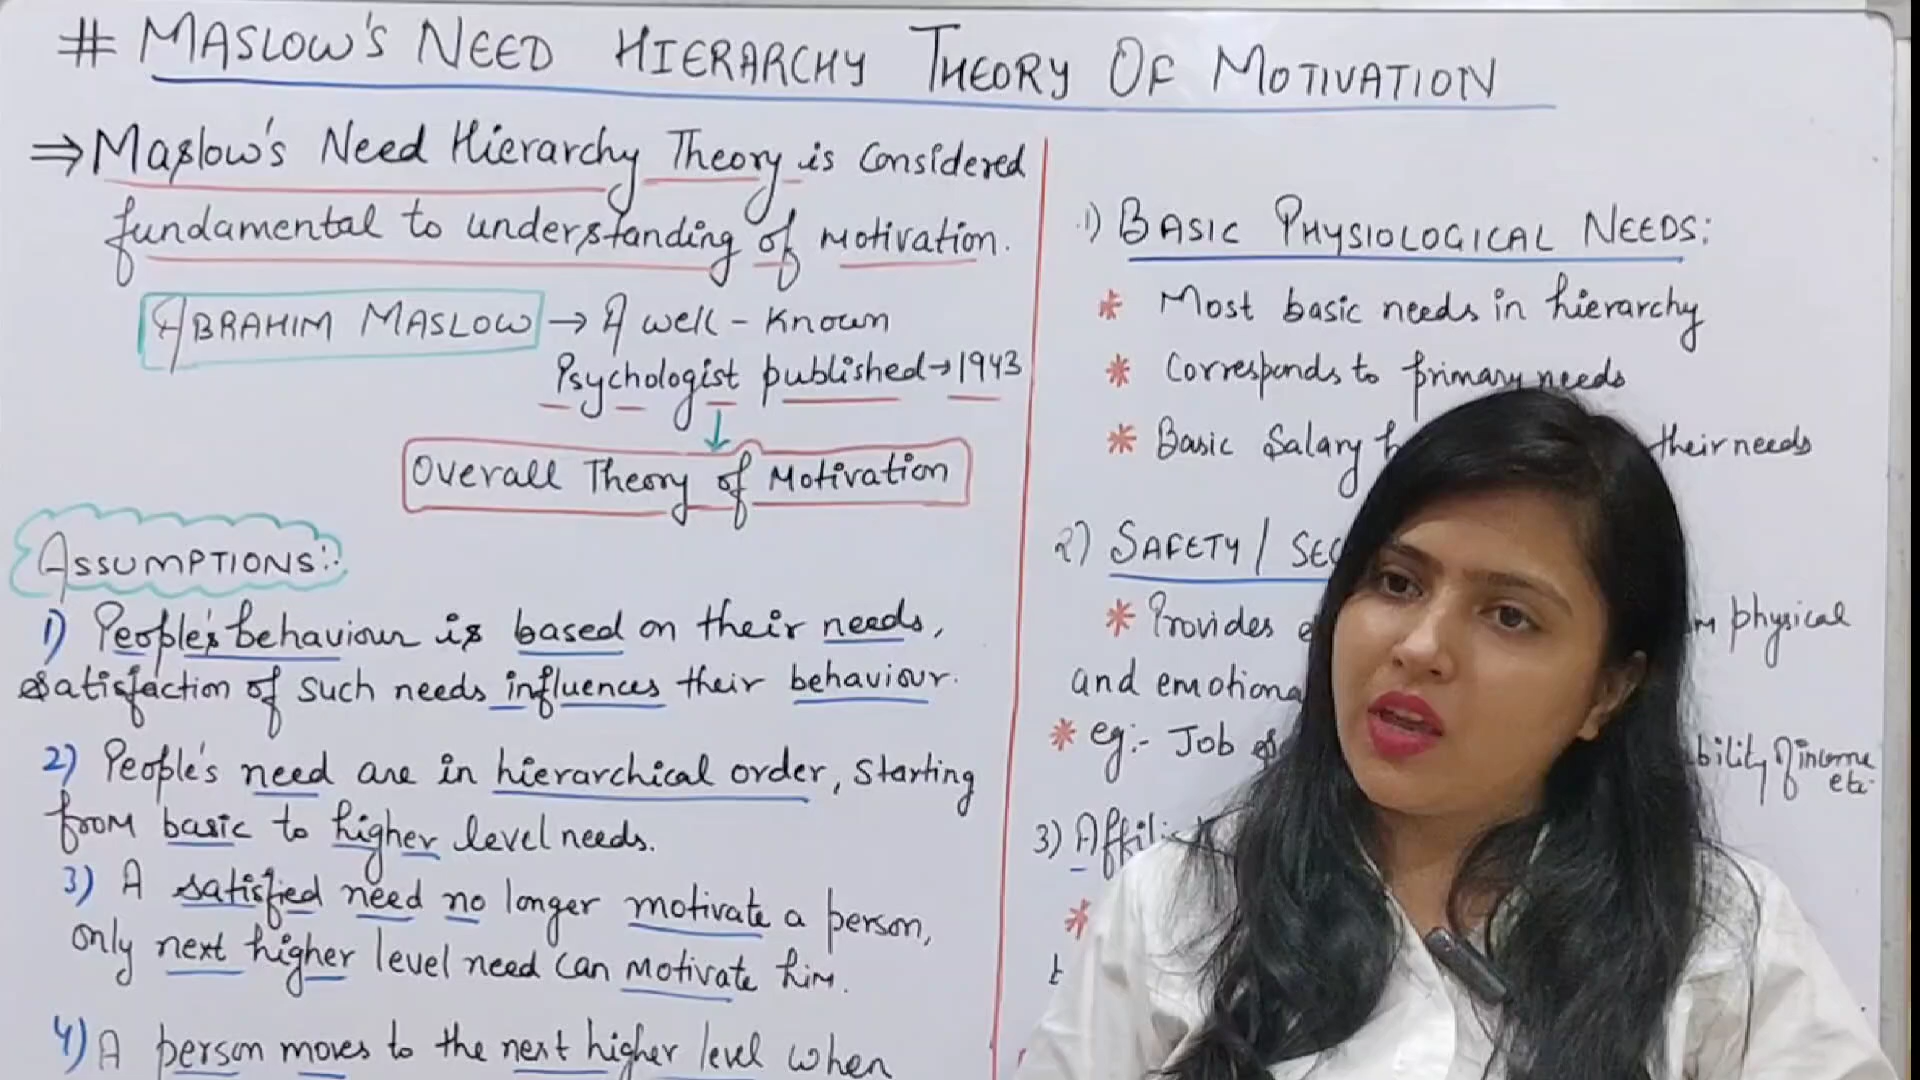 # MASLOW'S NEED HIERARCHY THEORY OF MOTIVATION
⇒ Maslow's Need Hierarchy Theory is Considered
fundamental to understanding of motivation.
ABRAHIM MASLOW → A well-known
Psychologist published → 1943
↓
Overall Theory of Motivation
ASSUMPTIONS:-
1) People's behaviour is based on their needs,
satisfaction of such needs influences their behaviour.
2) People's need are in hierarchical order, starting
from basic to higher level needs.
3) A satisfied need no longer motivate a person,
only next higher level need can motivate him.
4) A person moves to the next higher level when
1) BASIC PHYSIOLOGICAL NEEDS:
* Most basic needs in hierarchy
* Corresponds to primary needs
* Basic Salary their needs
2) SAFETY /
* Provides physical
and
* eg:- Job of income
etc.
3)
*